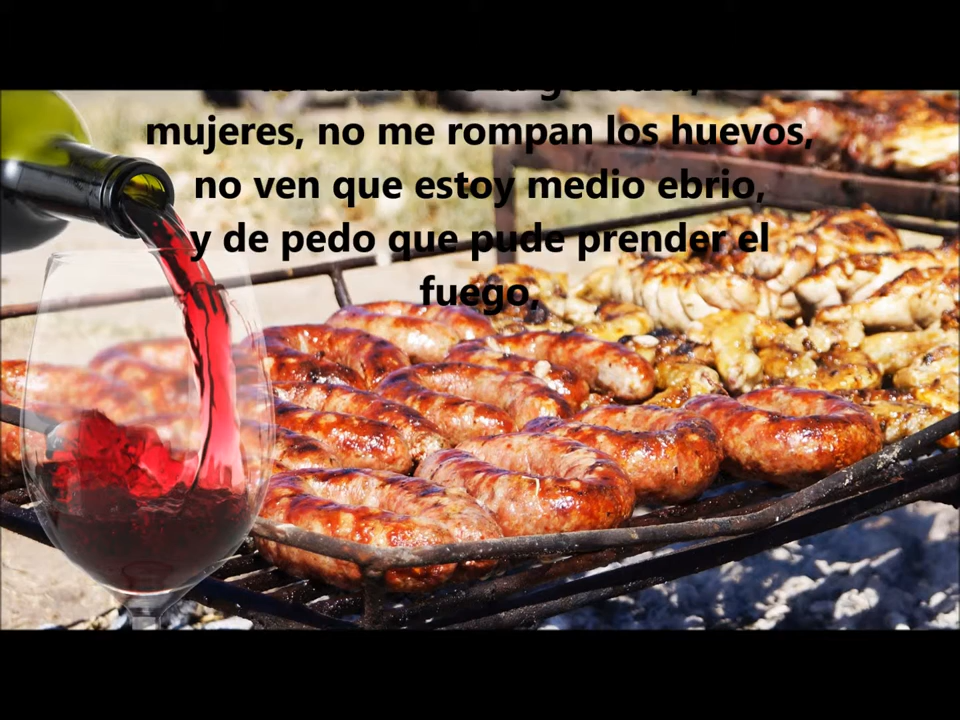 mujeres, no me rompan los huevos,
no ven que estoy medio ebrio,
y de pedo que pude prender el
fuego,